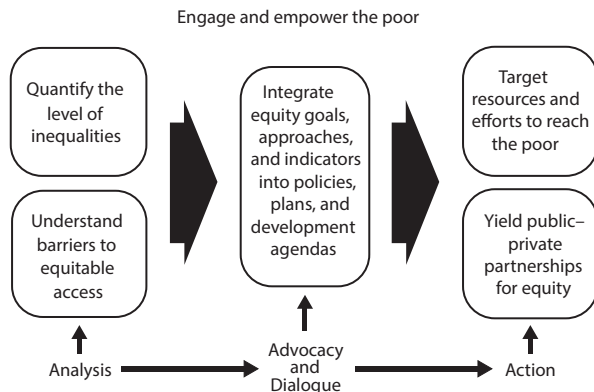 Engage and empower the poor
Quantify the
level of
inequalities
Understand
barriers to
equitable
access
Integrate
equity goals,
approaches,
and indicators
into policies,
plans, and
development
agendas
Target
resources and
efforts to reach
the poor
Yield public–
private
partnerships
for equity
Analysis
Advocacy
and
Dialogue
Action